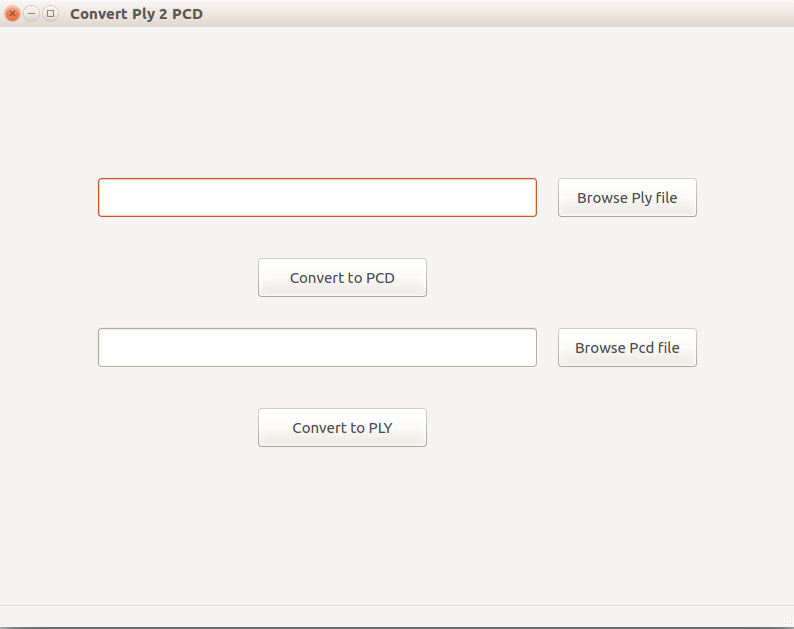 Convert Ply 2 PCD
Browse Ply file
Convert to PCD
Browse Pcd file
Convert to PLY